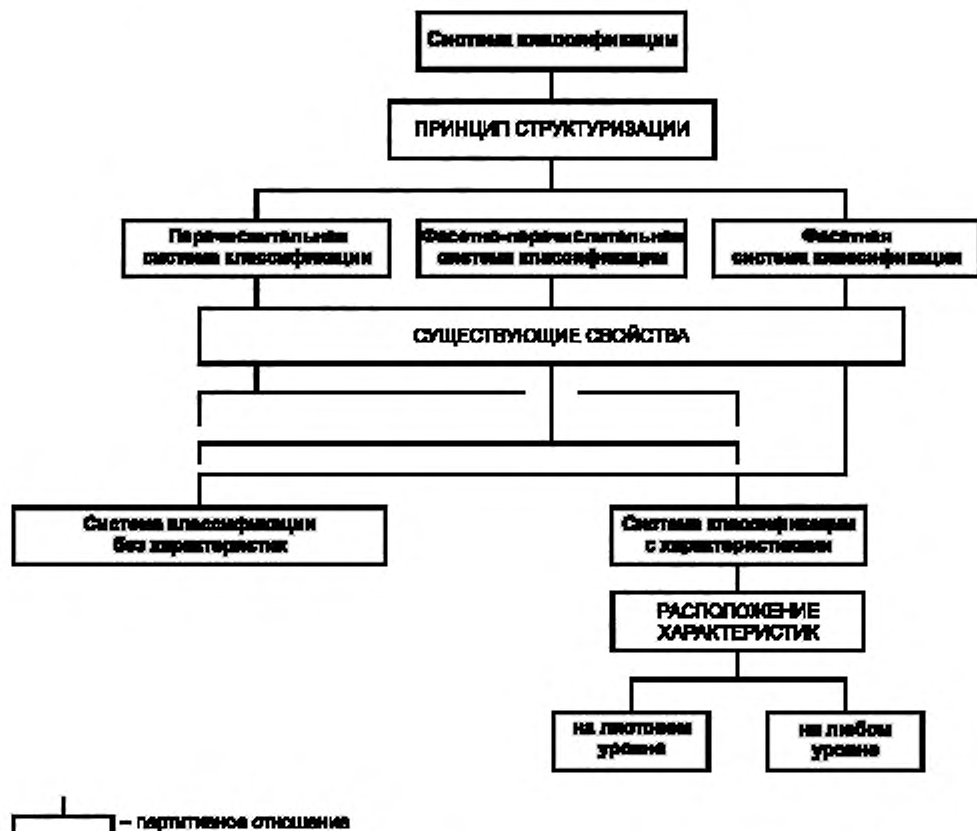 Система классификации
ПРИНЦИП СТРУКТУРИЗАЦИИ
Перечислительная
система классификации
Фасетно-перечислительная
система классификации
Фасетная
система классификации
СУЩЕСТВУЮЩИЕ СВОЙСТВА
Система классификации
без характеристик
Система классификации
с характеристиками
РАСПОЛОЖЕНИЕ
ХАРАКТЕРИСТИК
на листовом
уровне
на любом
уровне
– партитивное отношение